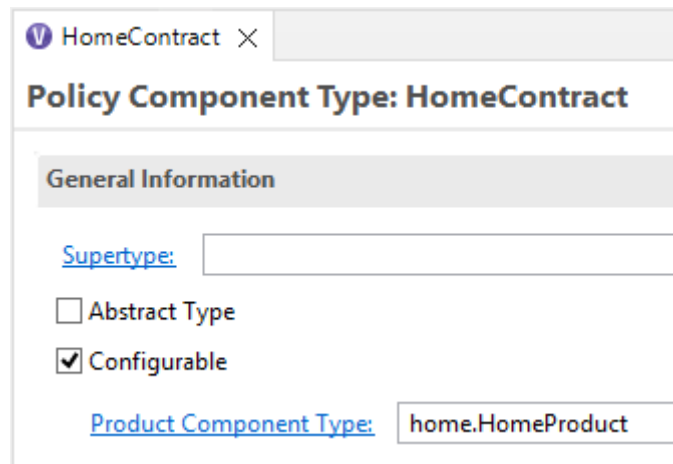 V HomeContract
Policy Component Type: HomeContract
General Information
Supertype:
Abstract Type
Configurable
Product Component Type: home.HomeProduct